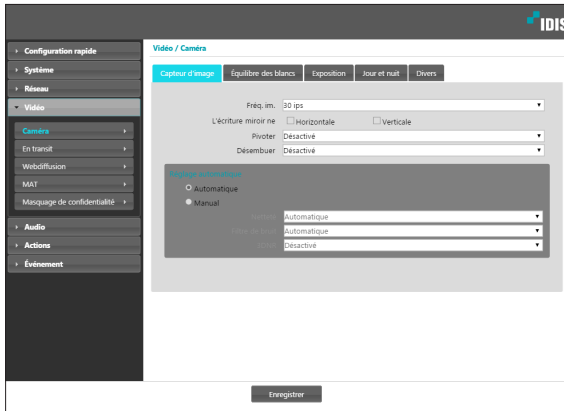 IDIS
Configuration rapide
Système
Réseau
Vidéo
Caméra
En transit
Webdiffusion
MAT
Masquage de confidentialité
Audio
Actions
Événement
Vidéo / Caméra
Capteur d'image Équilibre des blancs Exposition Jour et nuit Divers
Fréq. im. 30 ips
L'écriture miroir ne Horizontale Verticale
Pivoter Désactivé
Désembuer Désactivé
Automatique
Manual
Automatique
Automatique
Désactivé
Enregistrer